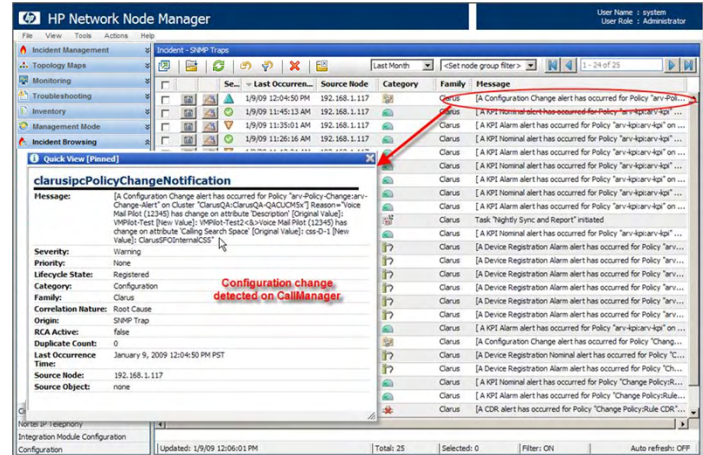 HP Network Node Manager
User Name : system
User Role : Administrator
File View Tools Actions Help
Incident Management
Incident - SNMP Traps
Topology Maps
Last Month
<Set node group filter>
1 - 24 of 25
Monitoring
Se... Last Occurren... Source Node Category Family Message
Troubleshooting
1/9/09 12:04:50 PM 192.168.1.117 Clarus [A Configuration Change alert has occurred for Policy "arv-Poli...
Inventory
1/9/09 11:45:13 AM 192.168.1.117 Clarus [A KPI Nominal alert has occurred for Policy "arv-kpi:arv-kpi" ...
Management Mode
1/9/09 11:35:01 AM 192.168.1.117 Clarus [A KPI Alarm alert has occurred for Policy "arv-kpi:arv-kpi" on ...
Incident Browsing
1/9/09 11:26:16 AM 192.168.1.117 Clarus [A KPI Nominal alert has occurred for Policy "arv-kpi:arv-kpi" ...
Clarus [A KPI Alarm alert has occurred for Policy "arv-kpi:arv-kpi" on ...
Clarus [A KPI Nominal alert has occurred for Policy "arv-kpi:arv-kpi" ...
Clarus [A KPI Alarm alert has occurred for Policy "arv-kpi:arv-kpi" on ...
Clarus [A KPI Nominal alert has occurred for Policy "arv-kpi:arv-kpi" ...
Clarus [A KPI Alarm alert has occurred for Policy "arv-kpi:arv-kpi" on ...
Clarus Task "Nightly Sync and Report" initiated
Clarus [A KPI Nominal alert has occurred for Policy "arv-kpi:arv-kpi" ...
Clarus [A Device Registration Alarm alert has occurred for Policy "arv...
Clarus [A Device Registration Alarm alert has occurred for Policy "arv...
Clarus [A Device Registration Alarm alert has occurred for Policy "arv...
Clarus [A Device Registration Alarm alert has occurred for Policy "arv...
Clarus [A KPI Alarm alert has occurred for Policy "arv-kpi:arv-kpi" on ...
Clarus [A Configuration Change alert has occurred for Policy "Chang...
Clarus [A Device Registration Nominal alert has occurred for Policy "C...
Clarus [A Device Registration Alarm alert has occurred for Policy "Ch...
Clarus [A KPI Nominal alert has occurred for Policy "Change Policy:R...
Clarus [A KPI Alarm alert has occurred for Policy "Change Policy:Rule...
Clarus [A CDR alert has occurred for Policy "Change Policy:Rule CDR"...
Quick View [Pinned]
clarusipcPolicyChangeNotification
Message: [A Configuration Change alert has occurred for Policy "arv-Policy-Change:arv-
Change-Alert" on Cluster "ClarusQA:ClarusQA-QACUCM5x"] Reason="Voice
Mail Pilot (12345) has change on attribute 'Description' [Original Value]:
VMPilot-Test [New Value]: VMPilot-Test2<&>Voice Mail Pilot (12345) has
change on attribute 'Calling Search Space' [Original Value]: css-D-1 [New
Value]: ClarusSFOInternalCSS"
Severity: Warning
Priority: None
Lifecycle State: Registered
Category: Configuration
Family: Clarus
Correlation Nature: Root Cause
Origin: SNMP Trap
RCA Active: false
Duplicate Count: 0
Last Occurrence Time: January 9, 2009 12:04:50 PM PST
Source Node: 192.168.1.117
Source Object: none
Configuration change
detected on CallManager
Nortel IP Telephony
Integration Module Configuration
Configuration
Updated: 1/9/09 12:06:01 PM Total: 25 Selected: 0 Filter: ON Auto refresh: OFF